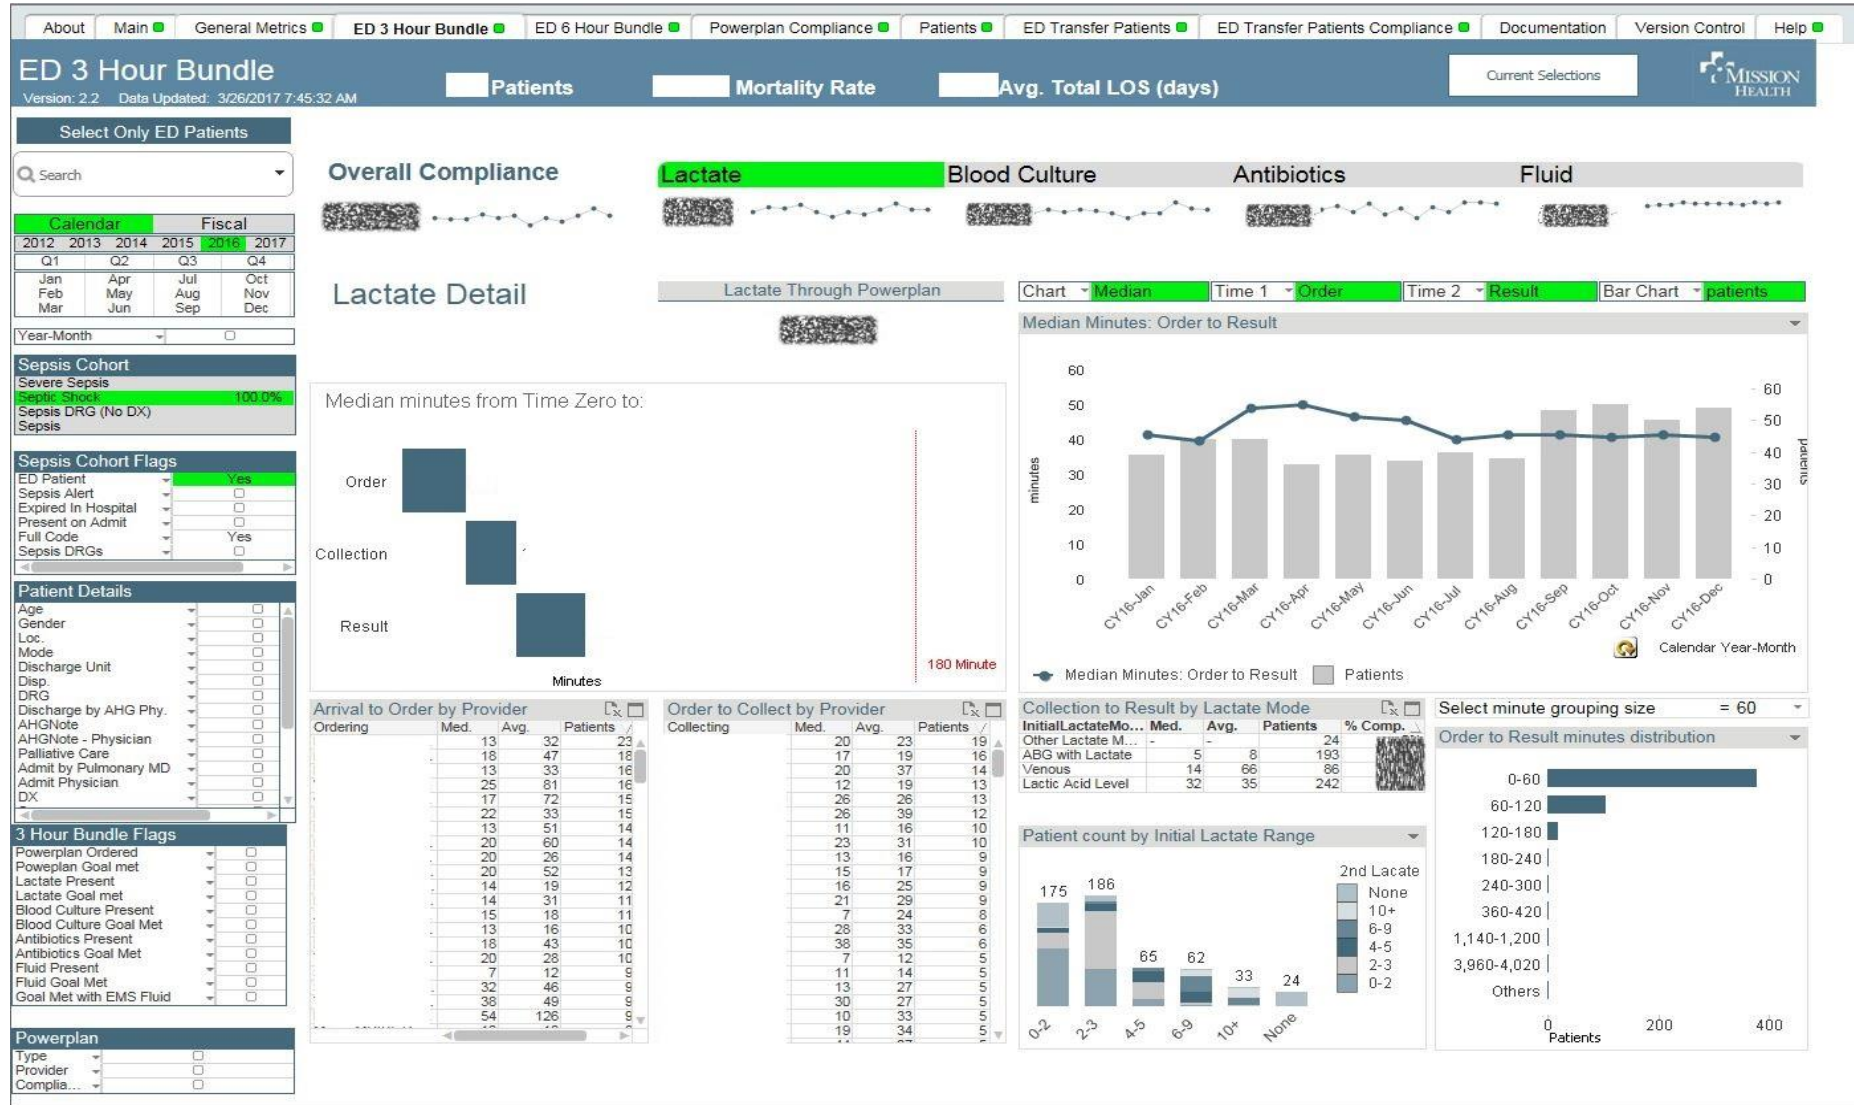 About Main General Metrics ED 3 Hour Bundle ED 6 Hour Bundle Powerplan Compliance Patients ED Transfer Patients ED Transfer Patients Compliance Documentation Version Control Help
ED 3 Hour Bundle
Version: 2.2 Data Updated: 3/26/2017 7:45:32 AM
Patients Mortality Rate Avg. Total LOS (days)
Current Selections
MISSION
HEALTH
Select Only ED Patients
Search
Calendar Fiscal
2012 2013 2014 2015 2016 2017
Q1 Q2 Q3 Q4
Jan Apr Jul Oct
Feb May Aug Nov
Mar Jun Sep Dec
Year-Month
Sepsis Cohort
Severe Sepsis
Septic Shock 100.0%
Sepsis DRG (No DX)
Sepsis
Sepsis Cohort Flags
ED Patient Yes
Sepsis Alert
Expired In Hospital
Present on Admit
Full Code Yes
Sepsis DRGs
Patient Details
Age
Gender
Loc.
Mode
Discharge Unit
Disp.
DRG
Discharge by AHG Phy.
AHGNote
AHGNote - Physician
Palliative Care
Admit by Pulmonary MD
Admit Physician
DX
3 Hour Bundle Flags
Powerplan Ordered
Poweplan Goal met
Lactate Present
Lactate Goal met
Blood Culture Present
Blood Culture Goal Met
Antibiotics Present
Antibiotics Goal Met
Fluid Present
Fluid Goal Met
Goal Met with EMS Fluid
Powerplan
Type
Provider
Complia...
Overall Compliance
Lactate Blood Culture Antibiotics Fluid
Lactate Detail
Lactate Through Powerplan
Median minutes from Time Zero to:
Order
Collection
Result
180 Minute
Minutes
Chart Median Time 1 Order Time 2 Result Bar Chart patients
Median Minutes: Order to Result
60
50
40
30
20
10
0
minutes
60
50
40
30
20
10
0
patients
CY16-Jan CY16-Feb CY16-Mar CY16-Apr CY16-May CY16-Jun CY16-Jul CY16-Aug CY16-Sep CY16-Oct CY16-Nov CY16-Dec
Calendar Year-Month
Median Minutes: Order to Result Patients
Arrival to Order by Provider
Ordering Med. Avg. Patients
13 32 23
18 47 18
13 33 16
25 81 16
17 72 15
22 33 15
13 51 14
20 60 14
20 26 14
20 52 13
14 19 12
14 31 11
15 18 11
13 16 10
18 43 10
20 28 10
7 12 9
32 46 9
38 49 9
54 126 9
Order to Collect by Provider
Collecting Med. Avg. Patients
20 23 19
17 19 16
20 37 14
12 19 13
26 26 13
26 39 12
11 16 10
23 31 10
13 16 9
15 17 9
16 25 9
21 29 9
7 24 8
28 33 6
38 35 6
7 12 5
11 14 5
13 27 5
30 27 5
10 33 5
19 34 5
Collection to Result by Lactate Mode
InitialLactateMo... Med. Avg. Patients % Comp.
Other Lactate M... - - 24
ABG with Lactate 5 8 193
Venous 14 66 86
Lactic Acid Level 32 35 242
Patient count by Initial Lactate Range
175 186 65 62 33 24
0-2 2-3 4-5 6-9 10+ None
2nd Lacate
None
10+
6-9
4-5
2-3
0-2
Select minute grouping size = 60
Order to Result minutes distribution
0-60
60-120
120-180
180-240
240-300
360-420
1,140-1,200
3,960-4,020
Others
0 200 400
Patients